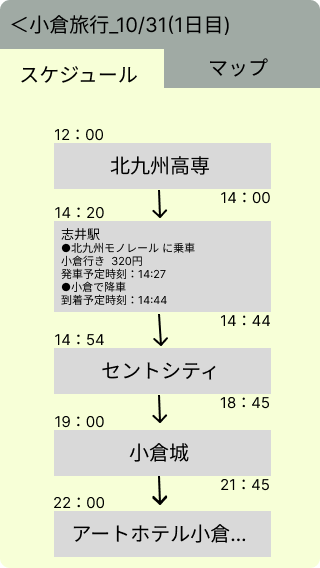 ＜小倉旅行_10/31(1日目)
スケジュール
マップ
12：00
北九州高専
14：00
14：20
志井駅
●北九州モノレール に乗車
小倉行き 320円
発車予定時刻：14:27
●小倉で降車
到着予定時刻：14:44
14：44
14：54
セントシティ
18：45
19：00
小倉城
21：45
22：00
アートホテル小倉...